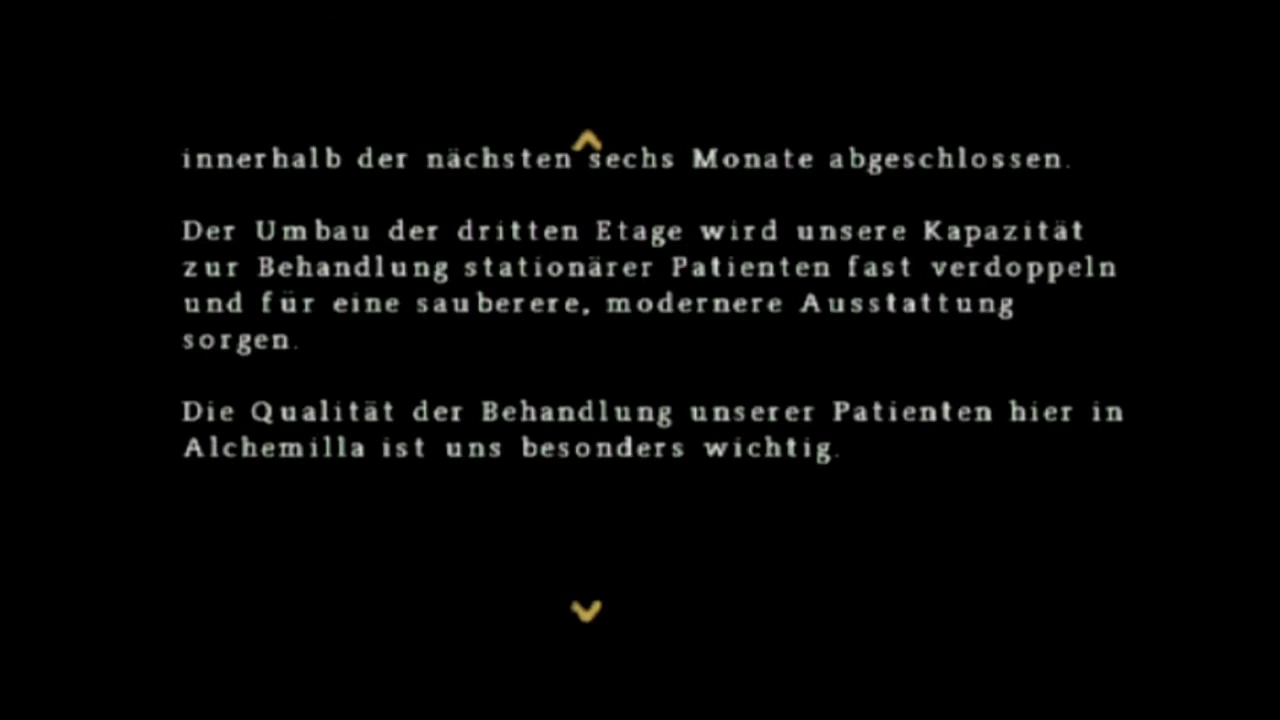 innerhalb der nächsten sechs Monate abgeschlossen.
Der Umbau der dritten Etage wird unsere Kapazität
zur Behandlung stationärer Patienten fast verdoppeln
und für eine sauberere, modernere Ausstattung
sorgen.
Die Qualität der Behandlung unserer Patienten hier in
Alchemilla ist uns besonders wichtig.